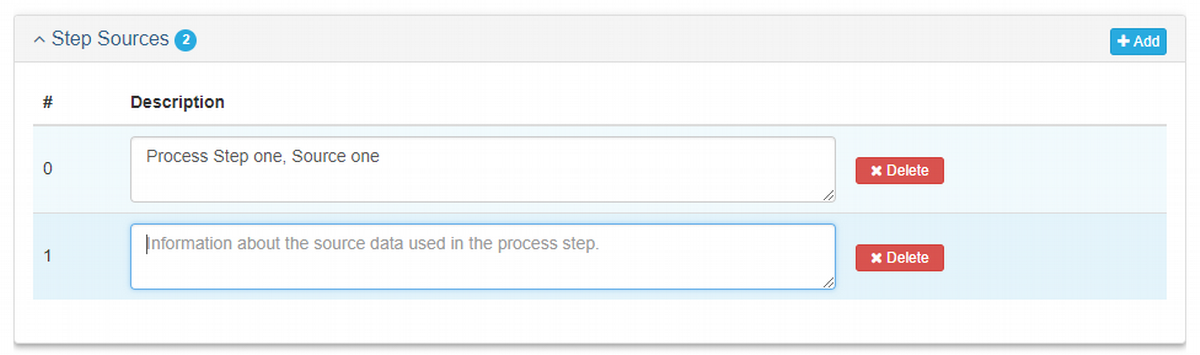 Step Sources 2
Add
# Description
0 Process Step one, Source one Delete
1 Information about the source data used in the process step. Delete